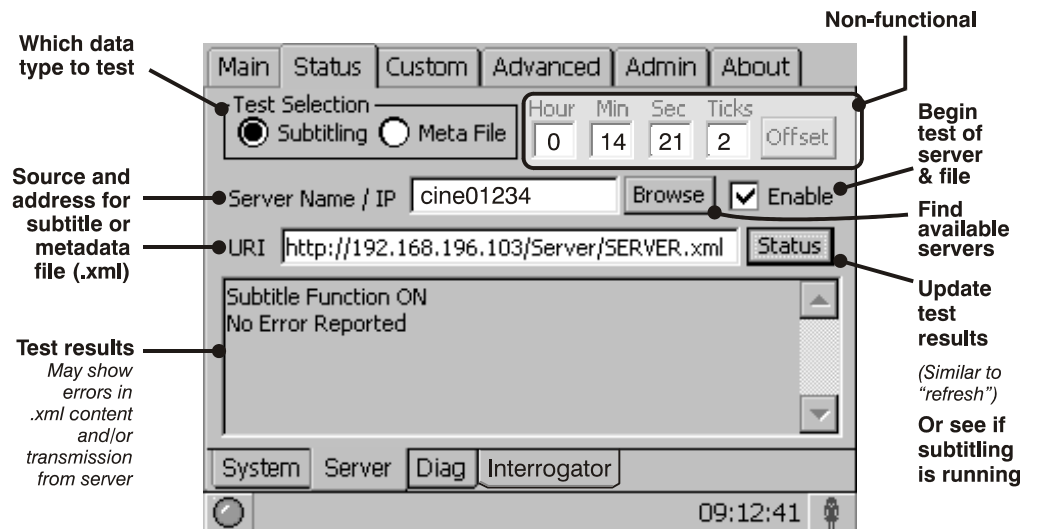 Non-functional
Which data
type to test
Main Status Custom Advanced Admin About
Test Selection
Subtitling Meta File
Hour Min Sec Ticks
0 14 21 2 Offset
Begin
test of
server
& file
Source and
address for
subtitle or
metadata
file (.xml)
Server Name / IP cine01234 Browse Enable
Find
available
servers
URI http://192.168.196.103/Server/SERVER.xml Status
Subtitle Function ON
No Error Reported
Update
test
results
(Similar to
“refresh”)
Or see if
subtitling
is running
Test results
May show
errors in
.xml content
and/or
transmission
from server
System Server Diag Interrogator
09:12:41